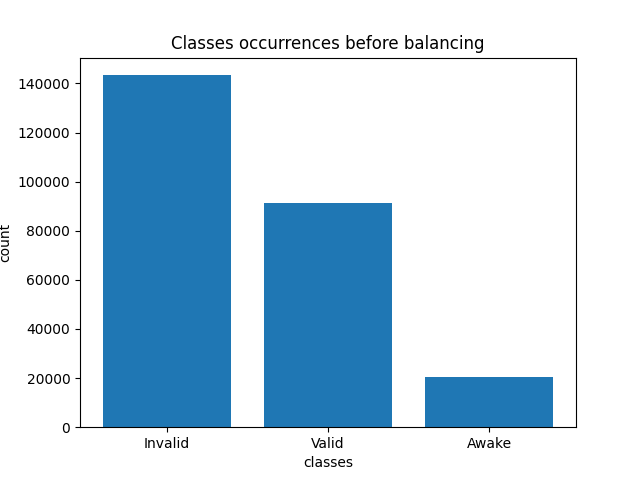 Classes occurrences before balancing
140000
120000
100000
80000
60000
40000
20000
0
count
Invalid
Valid
Awake
classes